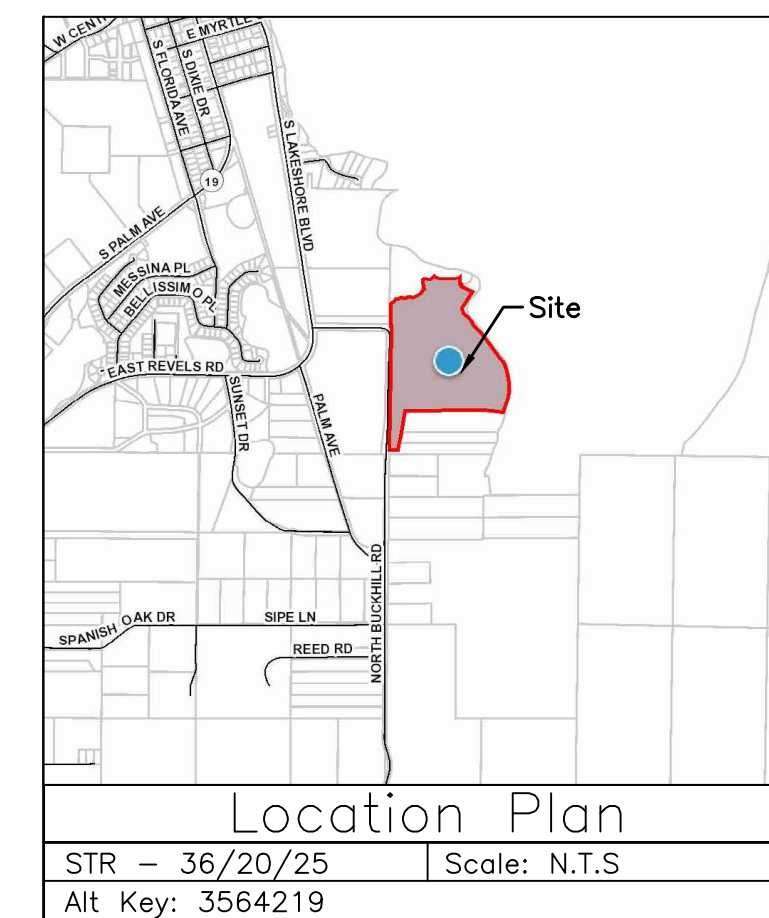 W CENT
E MYRTLE
S FLORIDA AVE
S DIXIE DR
S LAKESHORE BLVD
19
S PALM AVE
MESSINA PL
BELLISSIMO PL
Site
EAST REVELS RD
SUNSET DR
PALM AVE
NORTH BUCKHILL RD
SPANISH OAK DR
SIPE LN
REED RD
Location Plan
STR - 36/20/25
Scale: N.T.S
Alt Key: 3564219